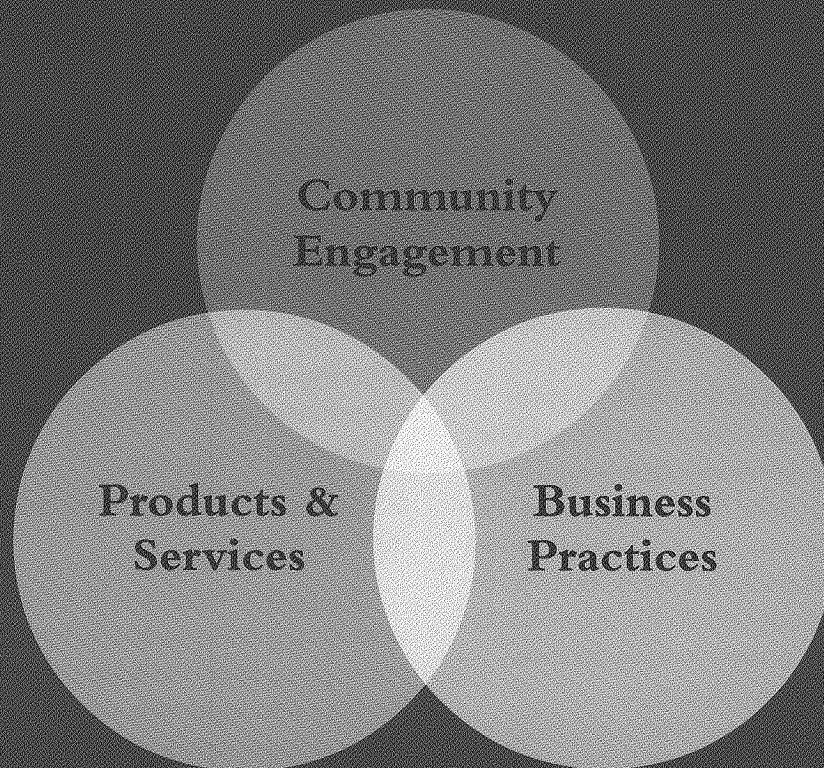 Community
Engagement
Products &
Services
Business
Practices